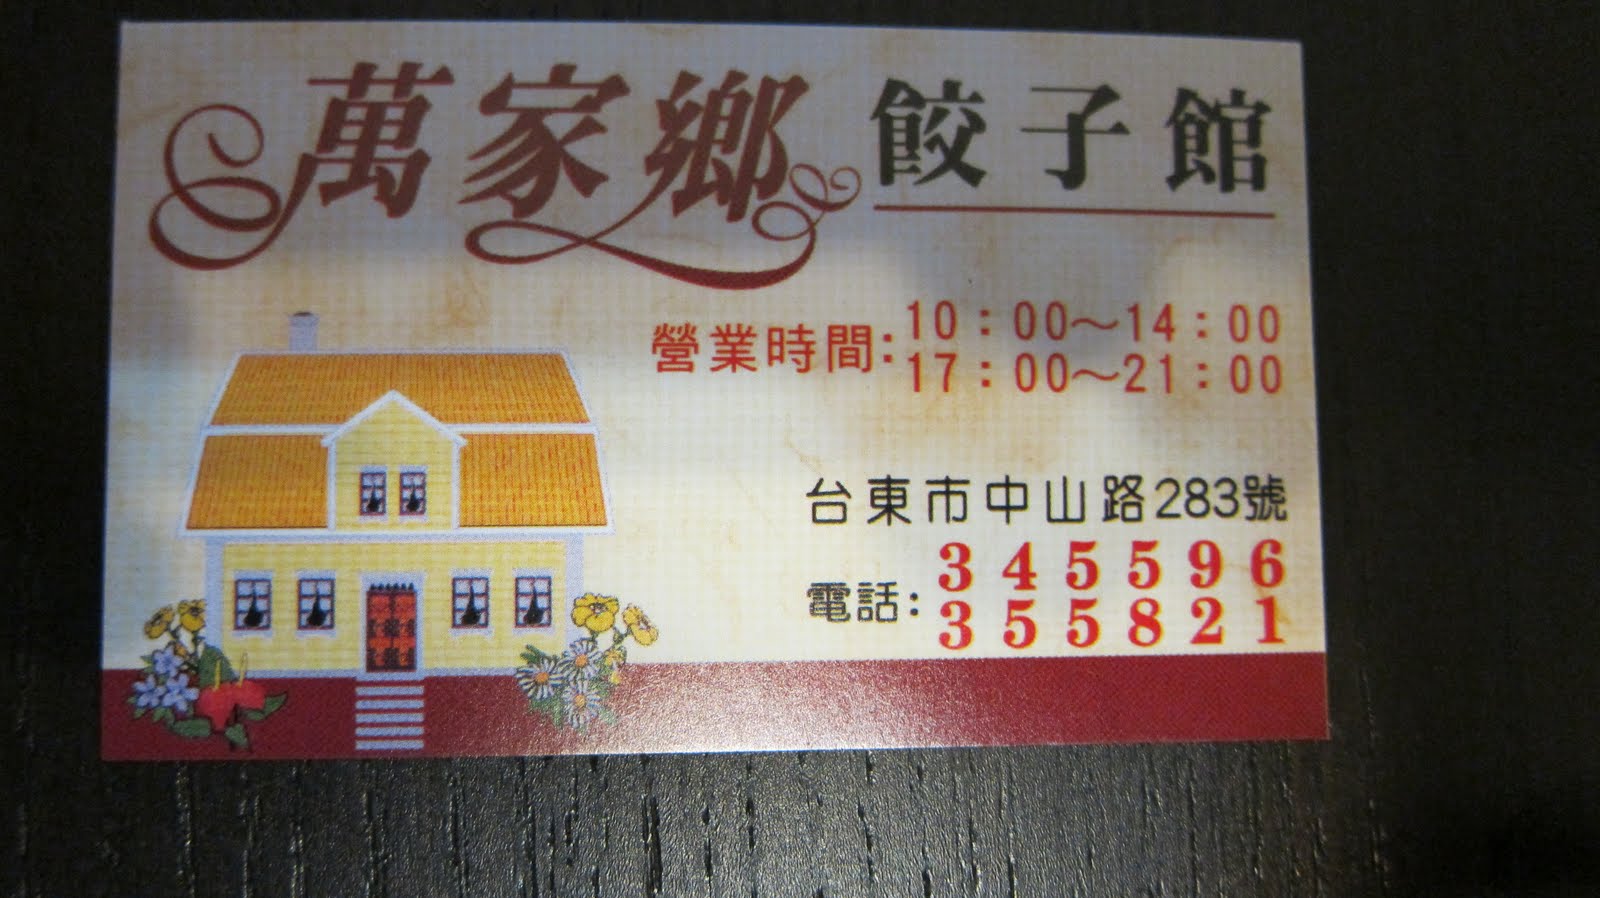 萬家鄉 餃子館
營業時間:10：00～14：00
17：00～21：00
台東市中山路283號
電話:345596
355821